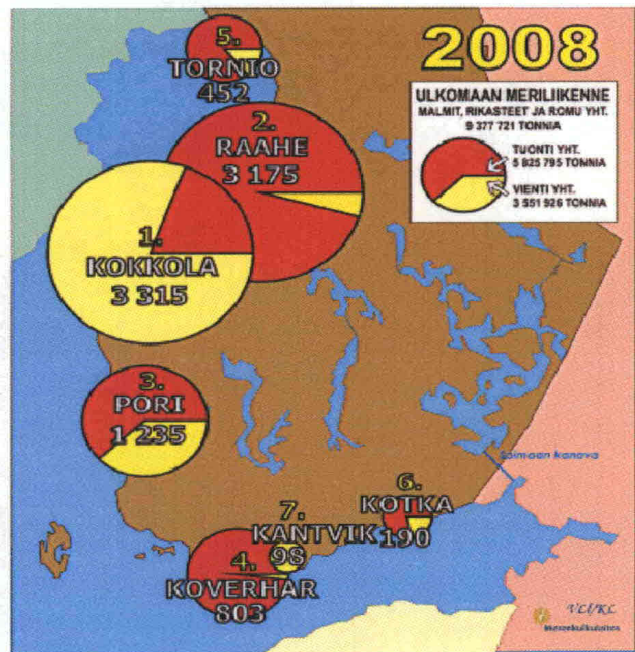 2008
ULKOMAAN MERILIIKENNE
MALMIT, RIKASTEET JA ROMU YHT.
9 377 721 TONNIA
TUONTI YHT.
5 825 795 TONNIA
VIENTI YHT.
3 551 926 TONNIA
5.
TORNIO
452
2.
RAAHE
3 175
1.
KOKKOLA
3 315
3.
PORI
1 235
Saimaan kanava
6.
KOTKA
190
7.
KANTVIK
98
4.
KOVERHAR
803
VLI/KL
Merenkulkulaitos